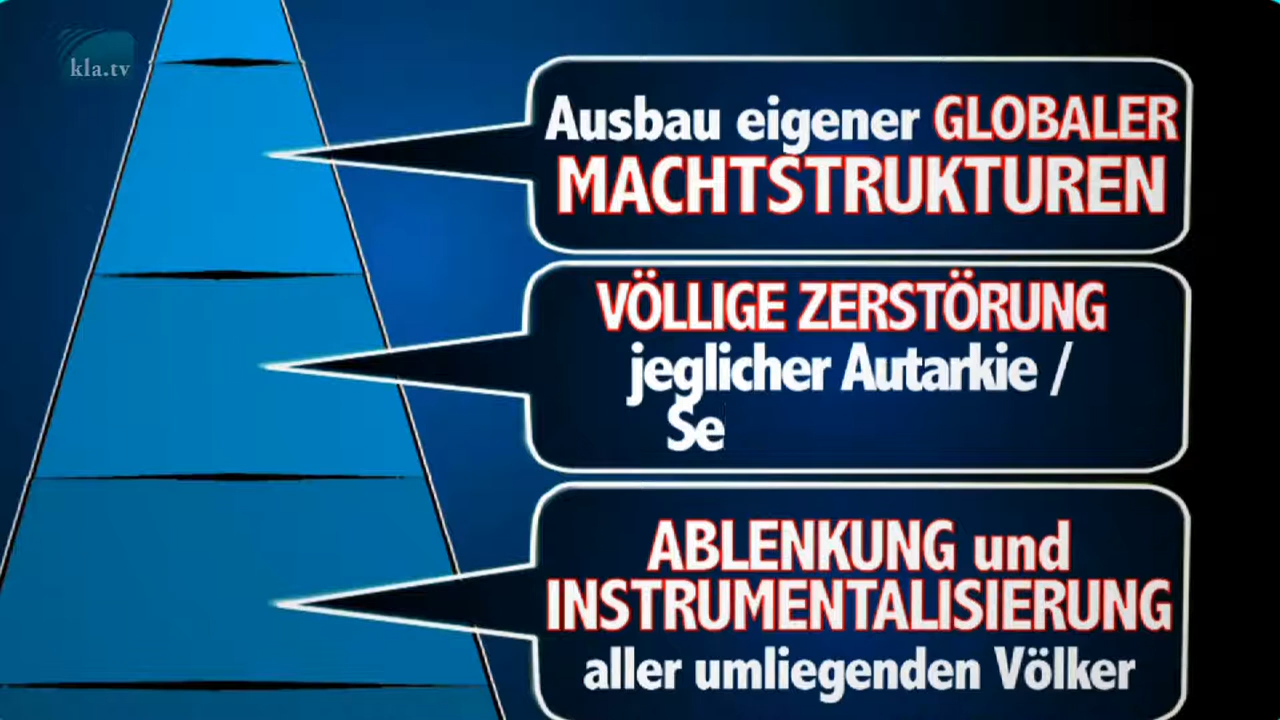 kla.tv
Ausbau eigener GLOBALER
MACHTSTRUKTUREN
VÖLLIGE ZERSTÖRUNG
jeglicher Autarkie /
Se
ABLENKUNG und
INSTRUMENTALISIERUNG
aller umliegenden Völker